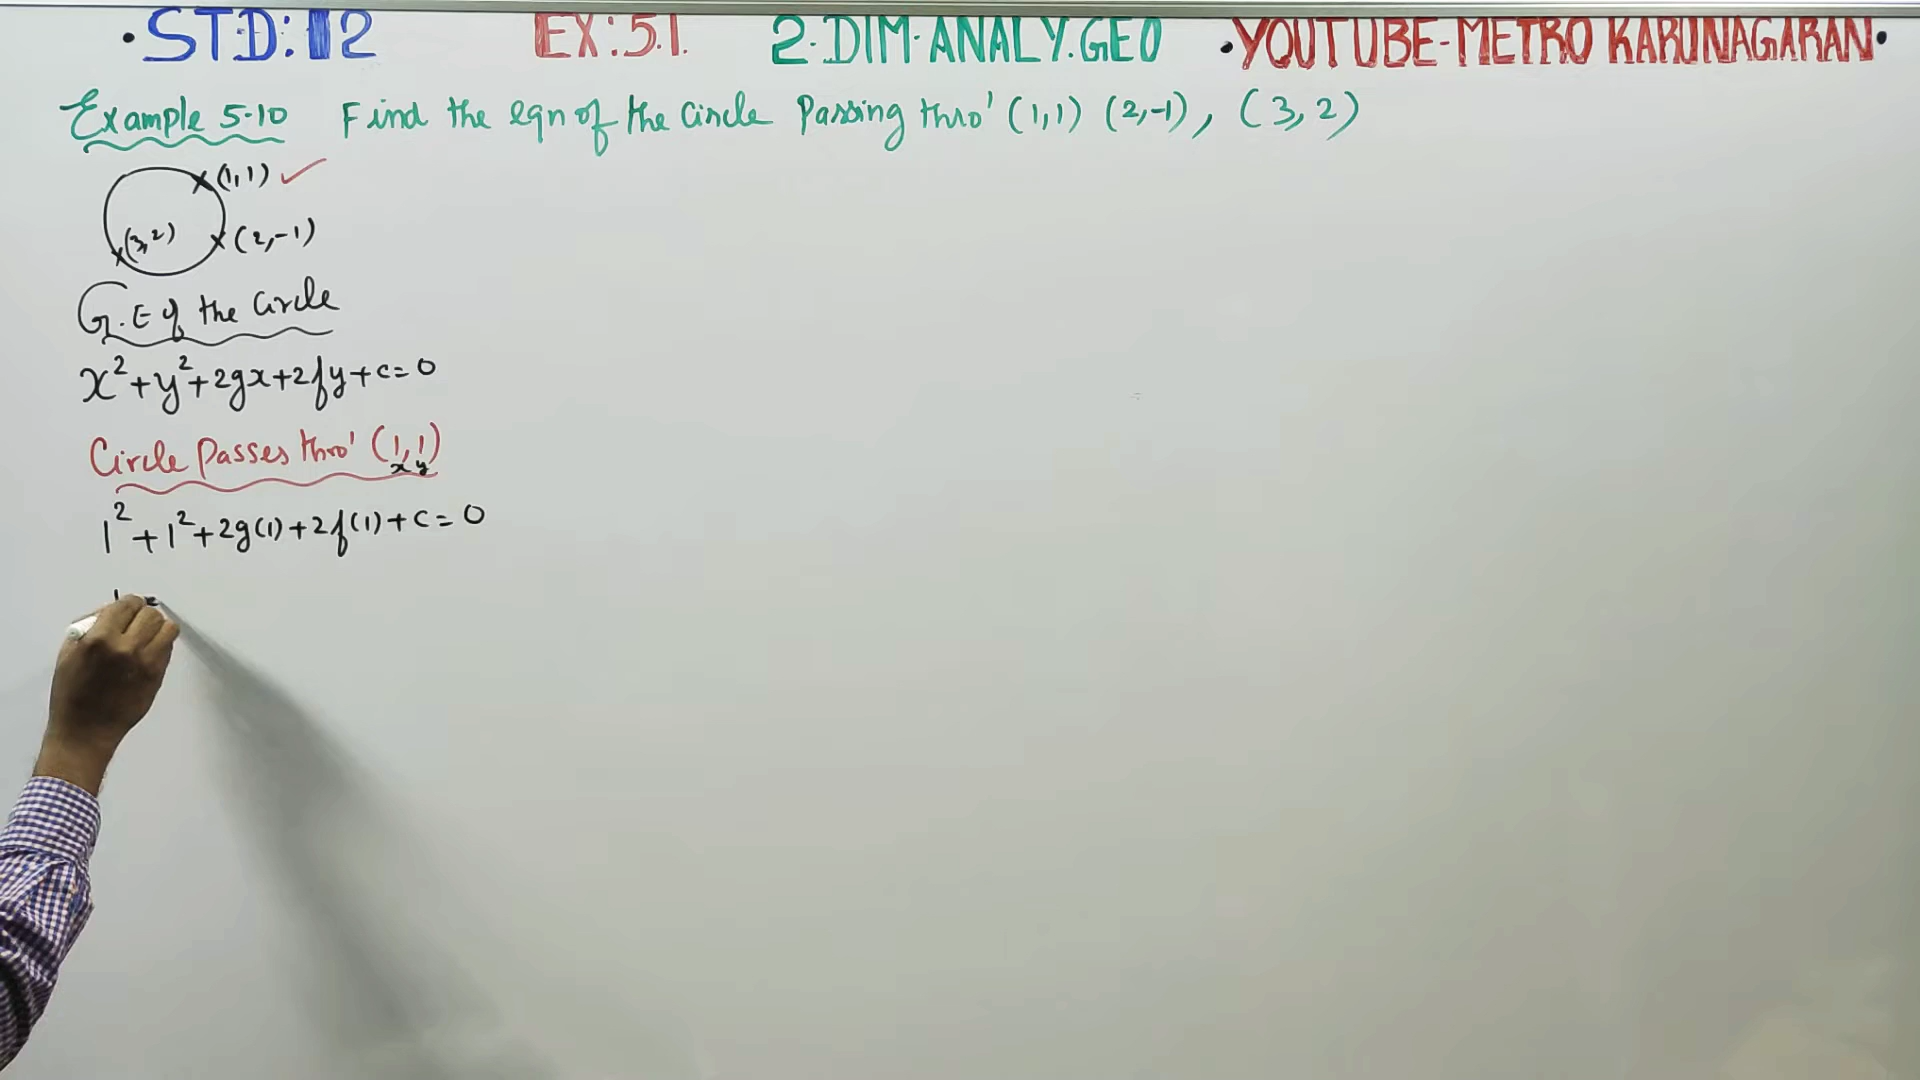 • STD: 12 EX: 5.1. 2-DIM-ANALY.GEO • YOUTUBE-METRO KARUNAGARAN •
Example 5-10 Find the eqn of the Circle Passing thro' (1,1) (2,-1), (3,2)
(1,1) ✓
(3,2) (2,-1)
G.E of the Circle
x²+y²+2gx+2fy+c=0
Circle Passes thro' (1,1)
x y
1²+1²+2g(1)+2f(1)+c=0